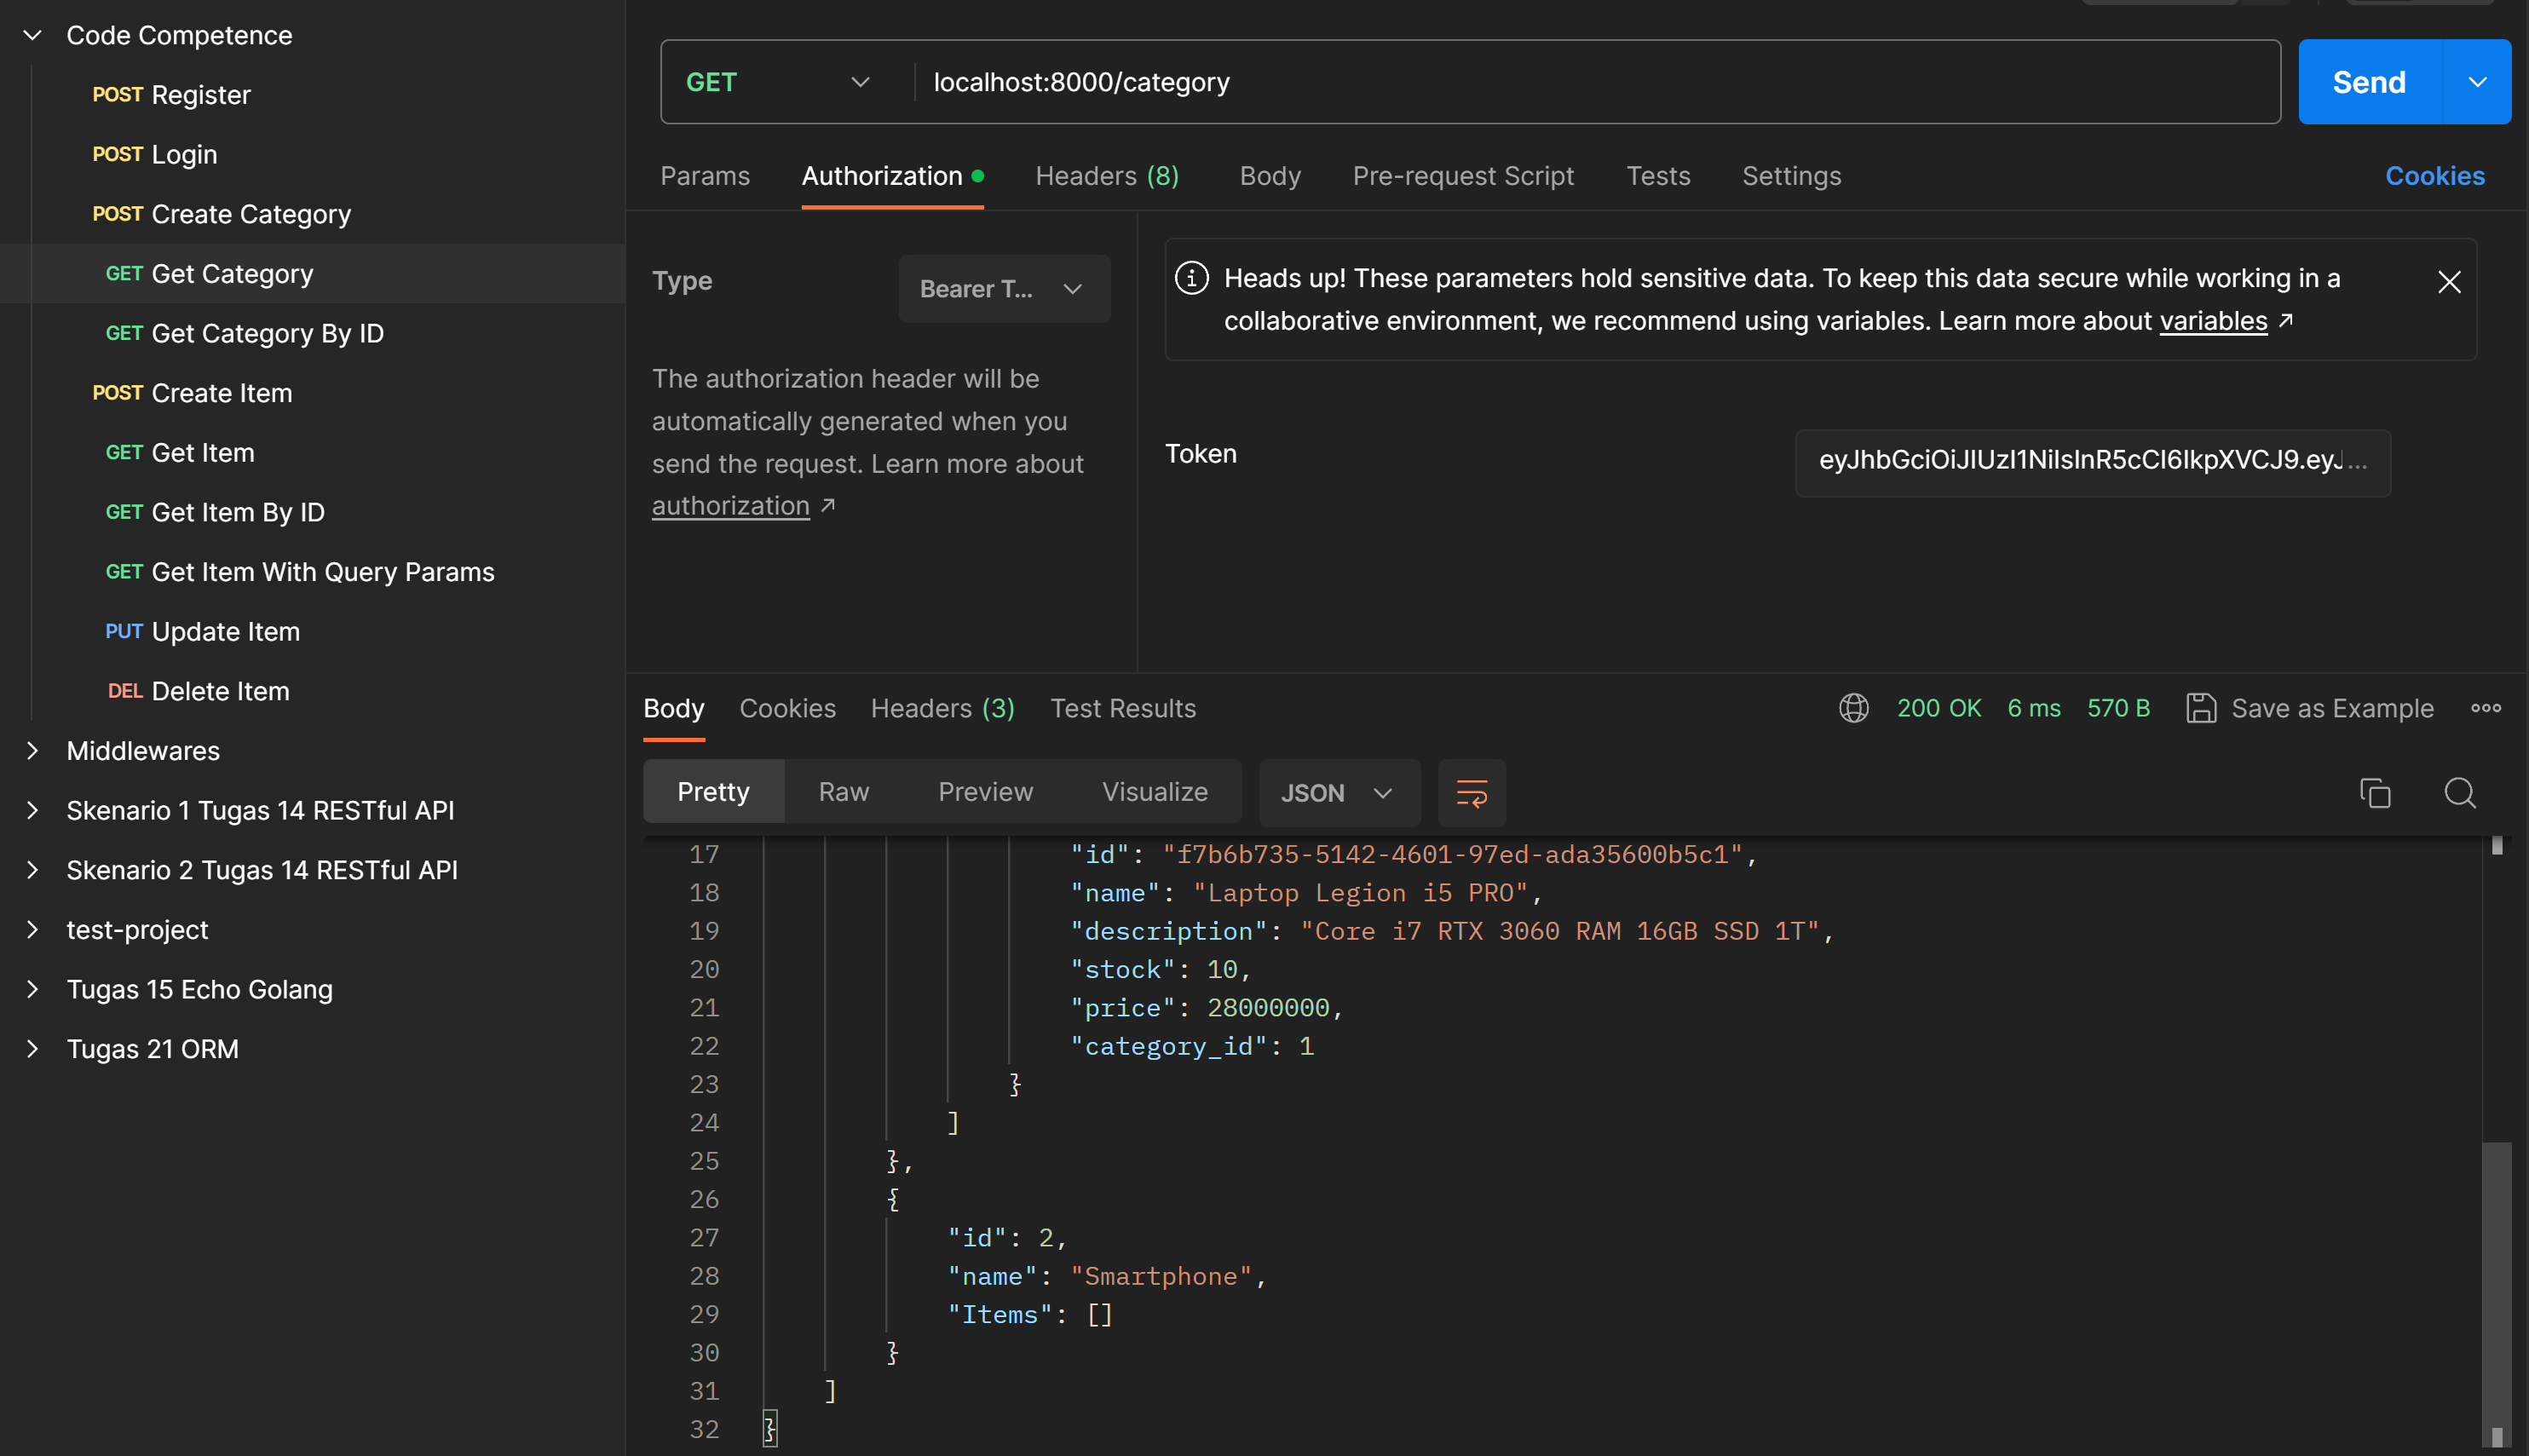 Code Competence
POST Register
POST Login
POST Create Category
GET Get Category
GET Get Category By ID
POST Create Item
GET Get Item
GET Get Item By ID
GET Get Item With Query Params
PUT Update Item
DEL Delete Item
Middlewares
Skenario 1 Tugas 14 RESTful API
Skenario 2 Tugas 14 RESTful API
test-project
Tugas 15 Echo Golang
Tugas 21 ORM
GET localhost:8000/category Send
Params Authorization Headers (8) Body Pre-request Script Tests Settings Cookies
Type Bearer T...
The authorization header will be
automatically generated when you
send the request. Learn more about
authorization ↗
Heads up! These parameters hold sensitive data. To keep this data secure while working in a
collaborative environment, we recommend using variables. Learn more about variables ↗
Token eyJhbGciOiJIUzI1NiIsInR5cCI6IkpXVCJ9.eyJ...
Body Cookies Headers (3) Test Results 200 OK 6 ms 570 B Save as Example
Pretty Raw Preview Visualize JSON
17 "id": "f7b6b735-5142-4601-97ed-ada35600b5c1",
18 "name": "Laptop Legion i5 PRO",
19 "description": "Core i7 RTX 3060 RAM 16GB SSD 1T",
20 "stock": 10,
21 "price": 28000000,
22 "category_id": 1
23 }
24 ]
25 },
26 {
27 "id": 2,
28 "name": "Smartphone",
29 "Items": []
30 }
31 ]
32 }